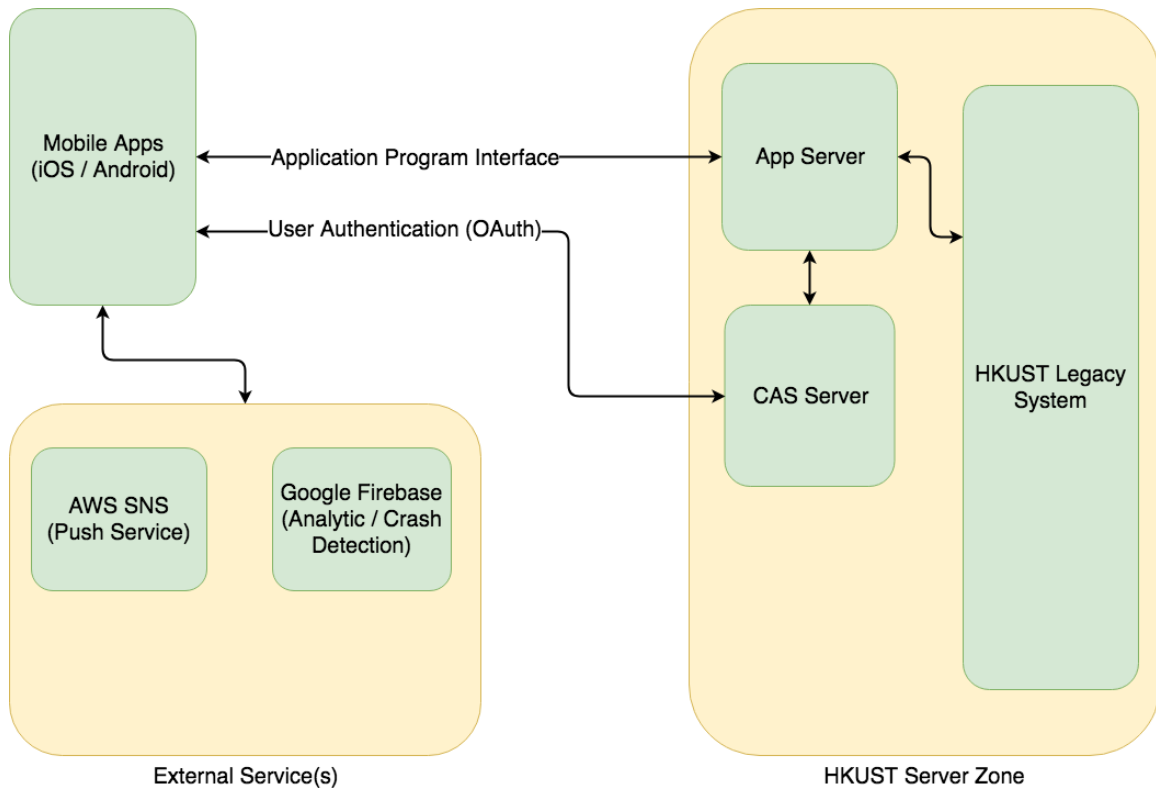 Mobile Apps
(iOS / Android)
Application Program Interface
User Authentication (OAuth)
App Server
CAS Server
HKUST Legacy
System
AWS SNS
(Push Service)
Google Firebase
(Analytic / Crash
Detection)
External Service(s)
HKUST Server Zone